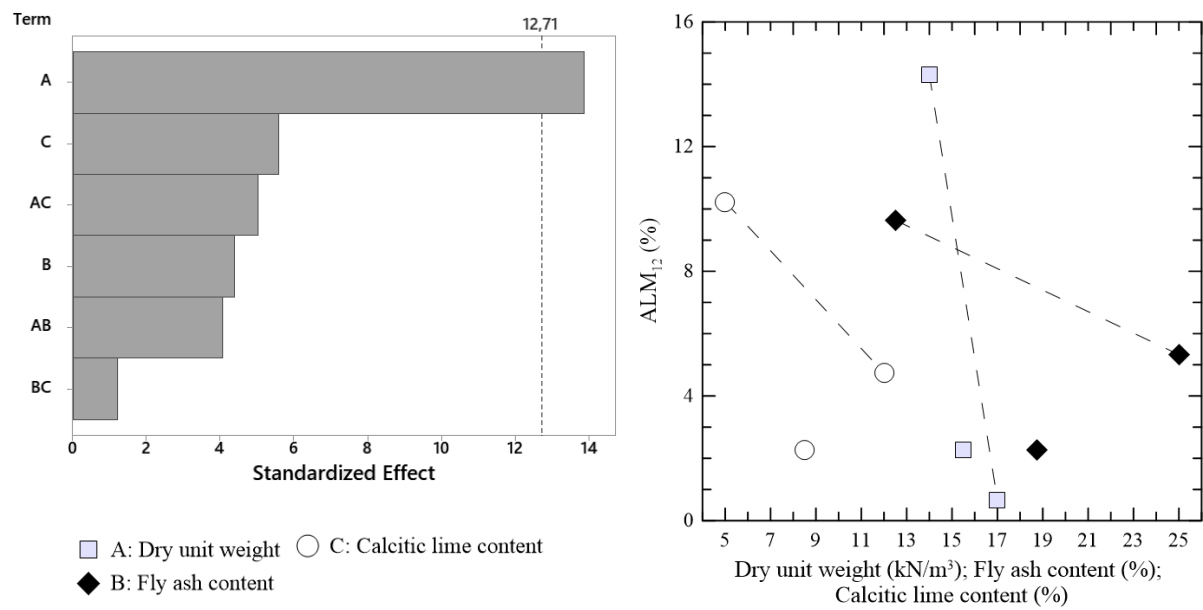 Term
12,71
A
C
AC
B
AB
BC
0 2 4 6 8 10 12 14
Standardized Effect
A: Dry unit weight
C: Calcitic lime content
B: Fly ash content
16
12
8
4
0
ALM₁₂ (%)
5 7 9 11 13 15 17 19 21 23 25
Dry unit weight (kN/m³); Fly ash content (%);
Calcitic lime content (%)